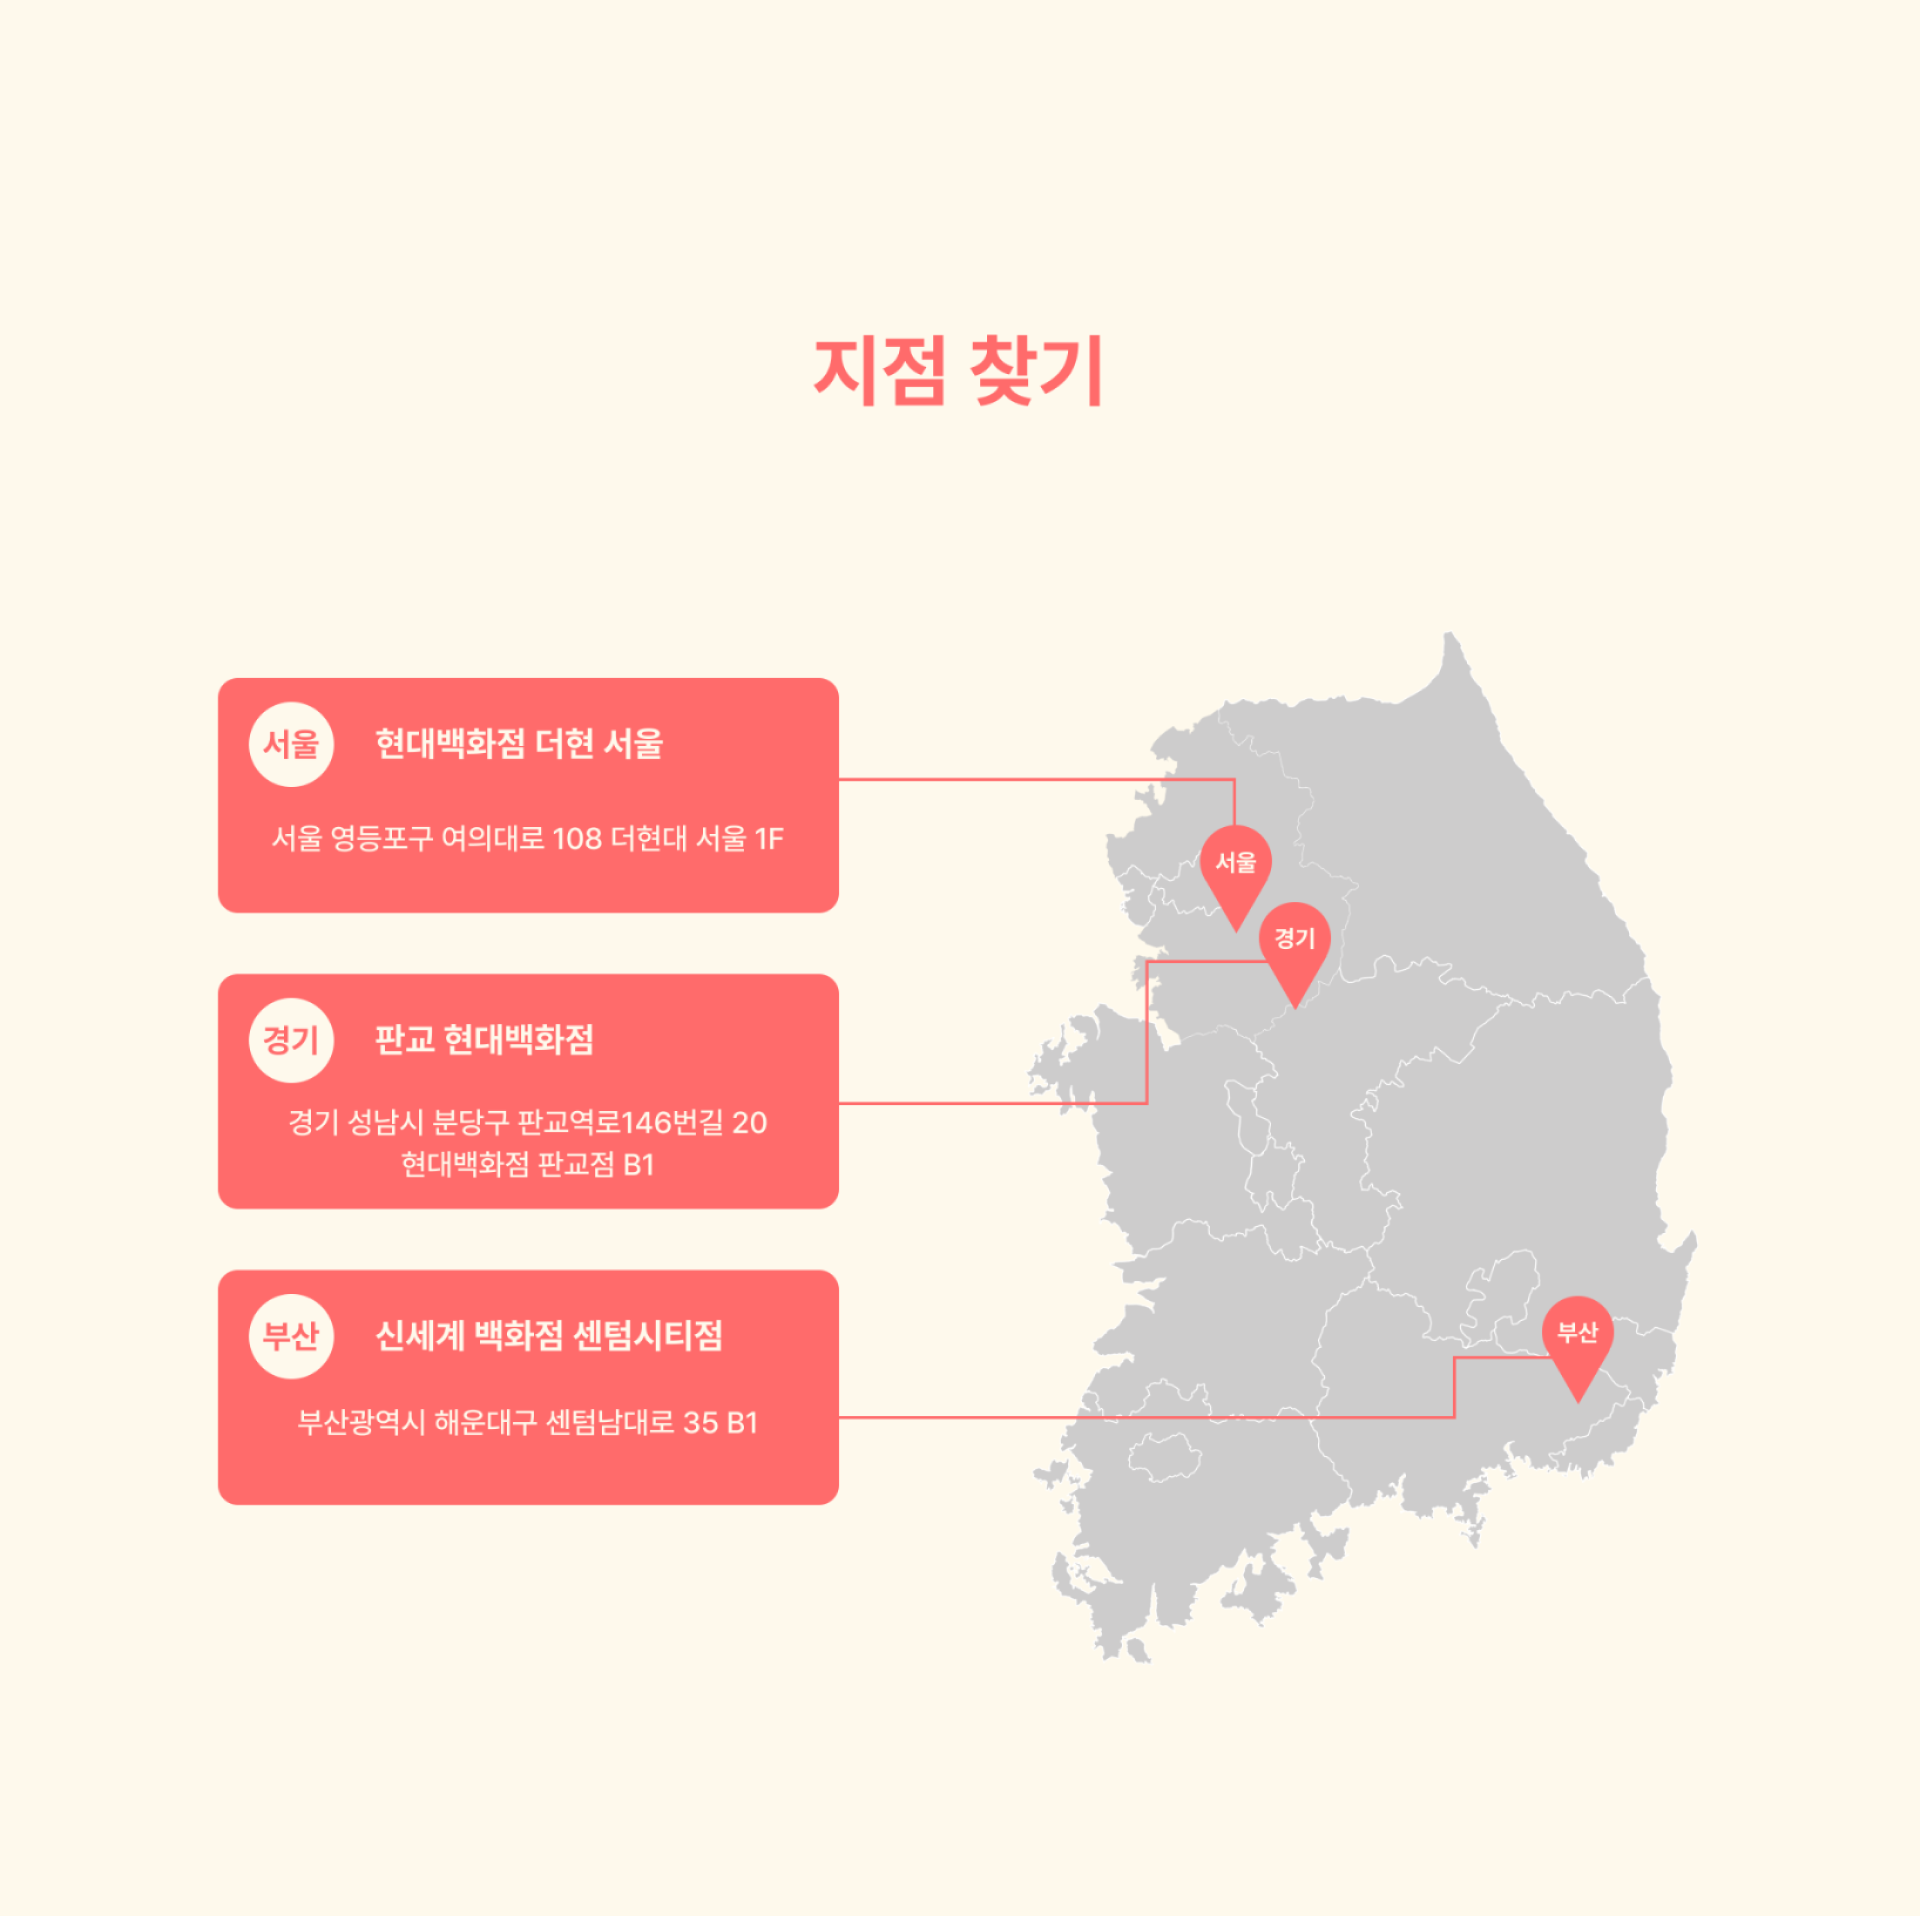 지점 찾기
서울
현대백화점 더현 서울
서울 영등포구 여의대로 108 더현대 서울 1F
경기
판교 현대백화점
경기 성남시 분당구 판교역로146번길 20
현대백화점 판교점 B1
부산
신세계 백화점 센텀시티점
부산광역시 해운대구 센텀남대로 35 B1
서울
경기
부산